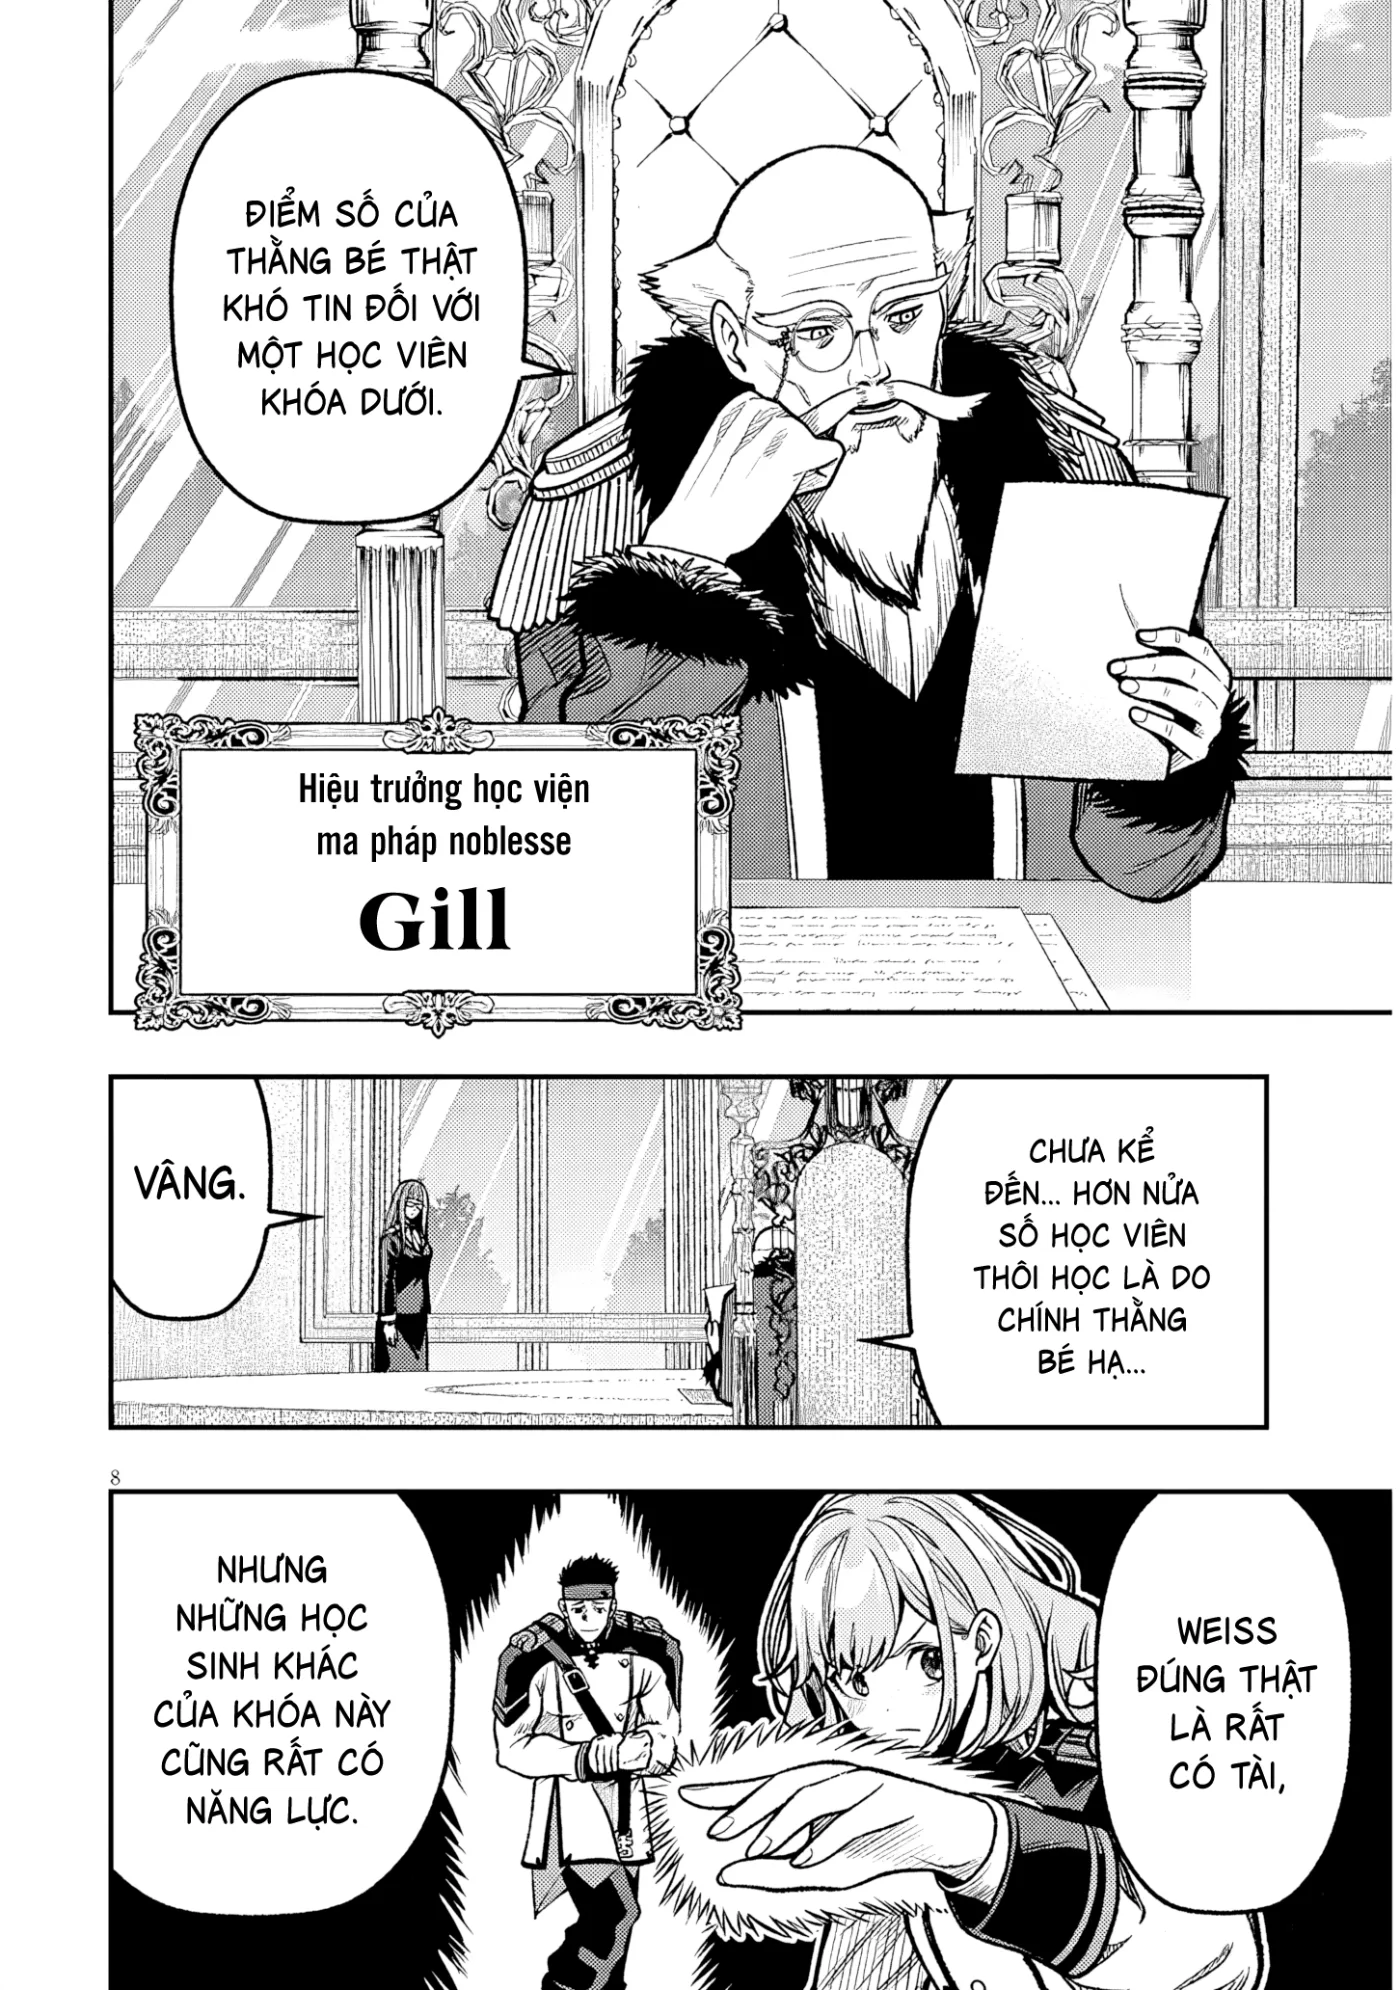 ĐIỂM SỐ CỦA
THẰNG BÉ THẬT
KHÓ TIN ĐỐI VỚI
MỘT HỌC VIÊN
KHÓA DƯỚI.
Hiệu trưởng học viện
ma pháp noblesse
Gill
CHƯA KỂ
ĐẾN... HƠN NỬA
SỐ HỌC VIÊN
THÔI HỌC LÀ DO
CHÍNH THẰNG
BÉ HẠ...
VÂNG.
8
WEISS
ĐÚNG THẬT
LÀ RẤT
CÓ TÀI,
NHƯNG
NHỮNG HỌC
SINH KHÁC
CỦA KHÓA NÀY
CŨNG RẤT CÓ
NĂNG LỰC.